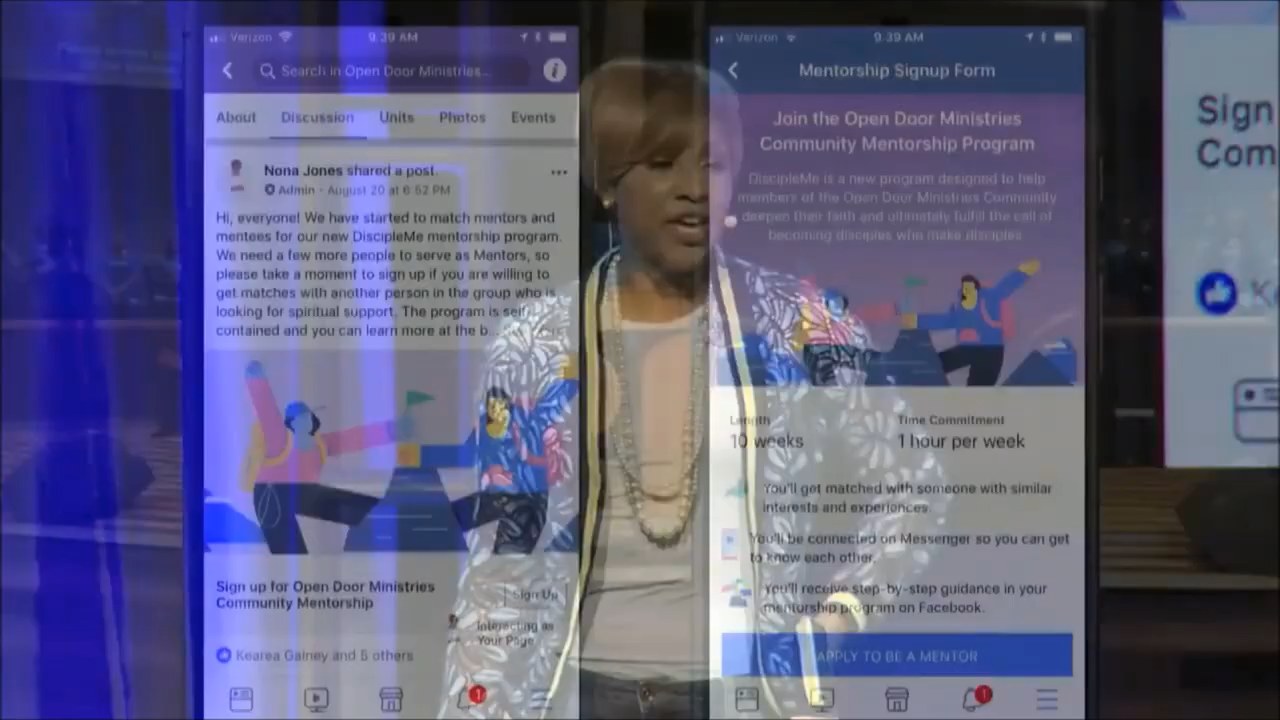 Verizon
9:39 AM
Search in Open Door Ministries...
About
Discussion
Units
Photos
Events
Nona Jones shared a post.
Admin · August 20 at 6:52 PM
Hi, everyone! We have started to match mentors and
mentees for our new DiscipleMe mentorship program.
We need a few more people to serve as Mentors, so
please take a moment to sign up if you are willing to
get matches with another person in the group who is
looking for spiritual support. The program is self
contained and you can learn more at the b...
Sign up for Open Door Ministries
Community Mentorship
Sign Up
Interacting as
Your Page
Kearea Gainey and 5 others
1
Verizon
9:39 AM
Mentorship Signup Form
Join the Open Door Ministries
Community Mentorship Program
DiscipleMe is a new program designed to help
members of the Open Door Ministries Community
deepen their faith and ultimately fulfill the call of
becoming disciples who make disciples.
Length
10 weeks
Time Commitment
1 hour per week
You'll get matched with someone with similar
interests and experiences.
You'll be connected on Messenger so you can get
to know each other.
You'll receive step-by-step guidance in your
mentorship program on Facebook.
APPLY TO BE A MENTOR
1
Sign
Com